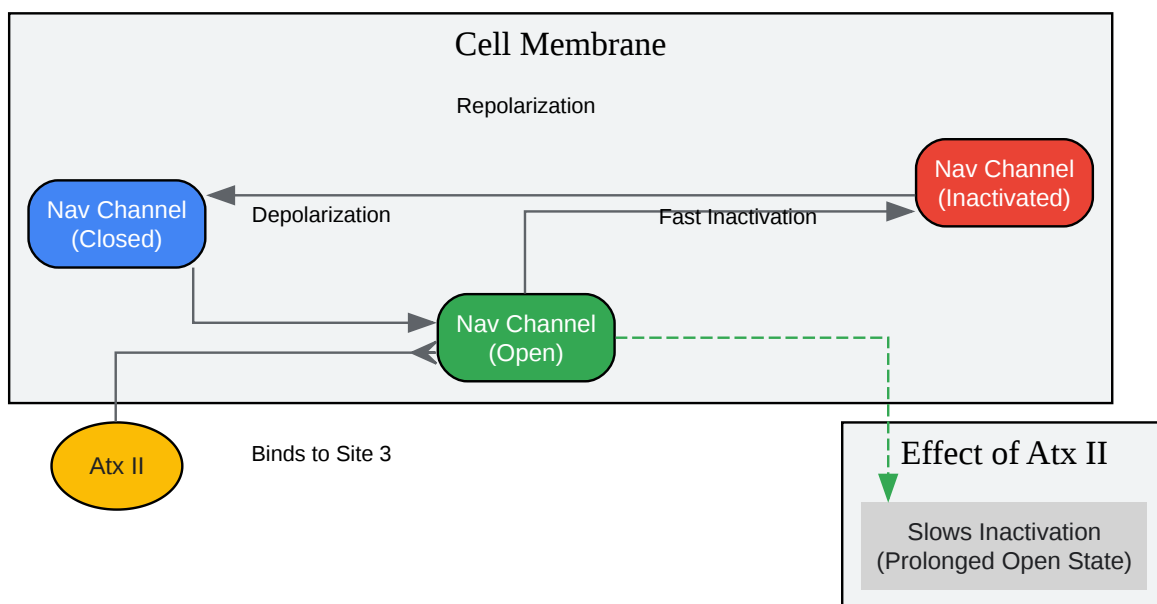 Cell Membrane
Repolarization
Nav Channel
(Inactivated)
Nav Channel
(Closed)
Depolarization
Fast Inactivation
Nav Channel
(Open)
Atx II
Binds to Site 3
Effect of Atx II
Slows Inactivation
(Prolonged Open State)